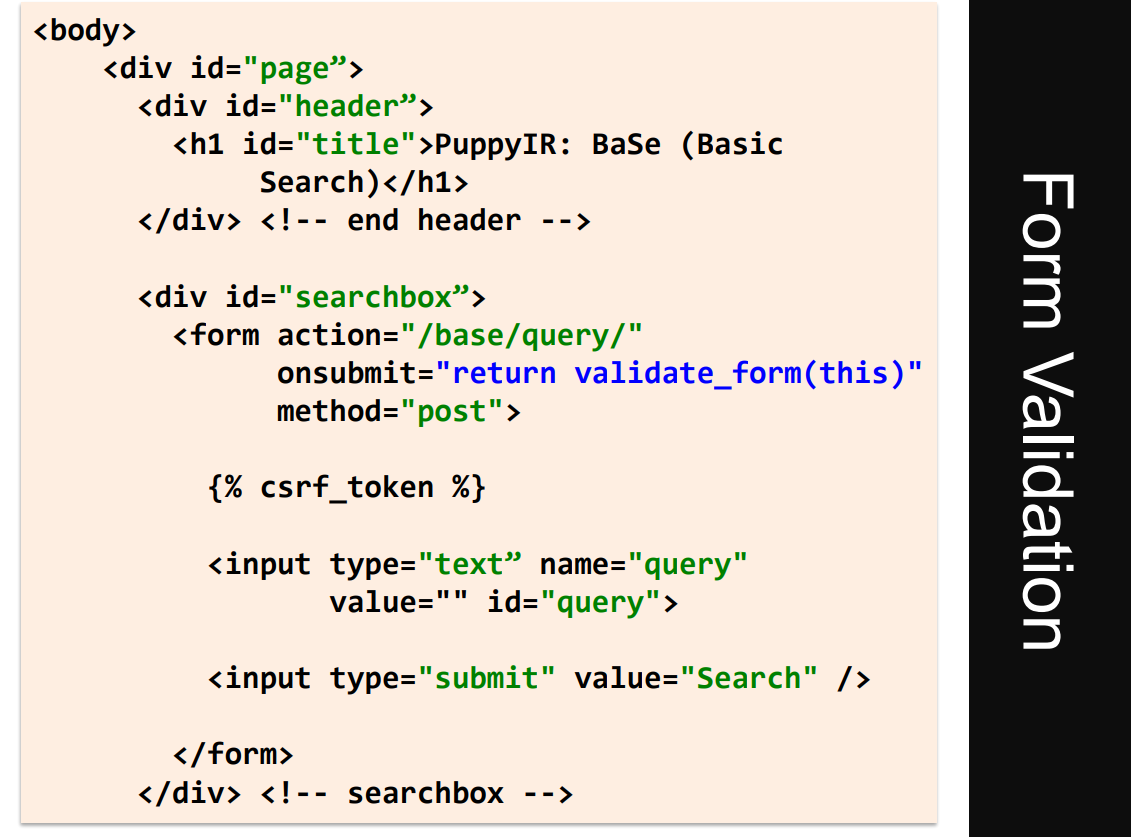 <body>
<div id="page”>
<div id="header”>
<h1 id="title">PuppyIR: BaSe (Basic
Search)</h1>
</div> <!-- end header -->
<div id="searchbox”>
<form action="/base/query/"
onsubmit="return validate_form(this)"
method="post">
{% csrf_token %}
<input type="text” name="query"
value="" id="query">
<input type="submit" value="Search" />
</form>
</div> <!-- searchbox -->
Form Validation